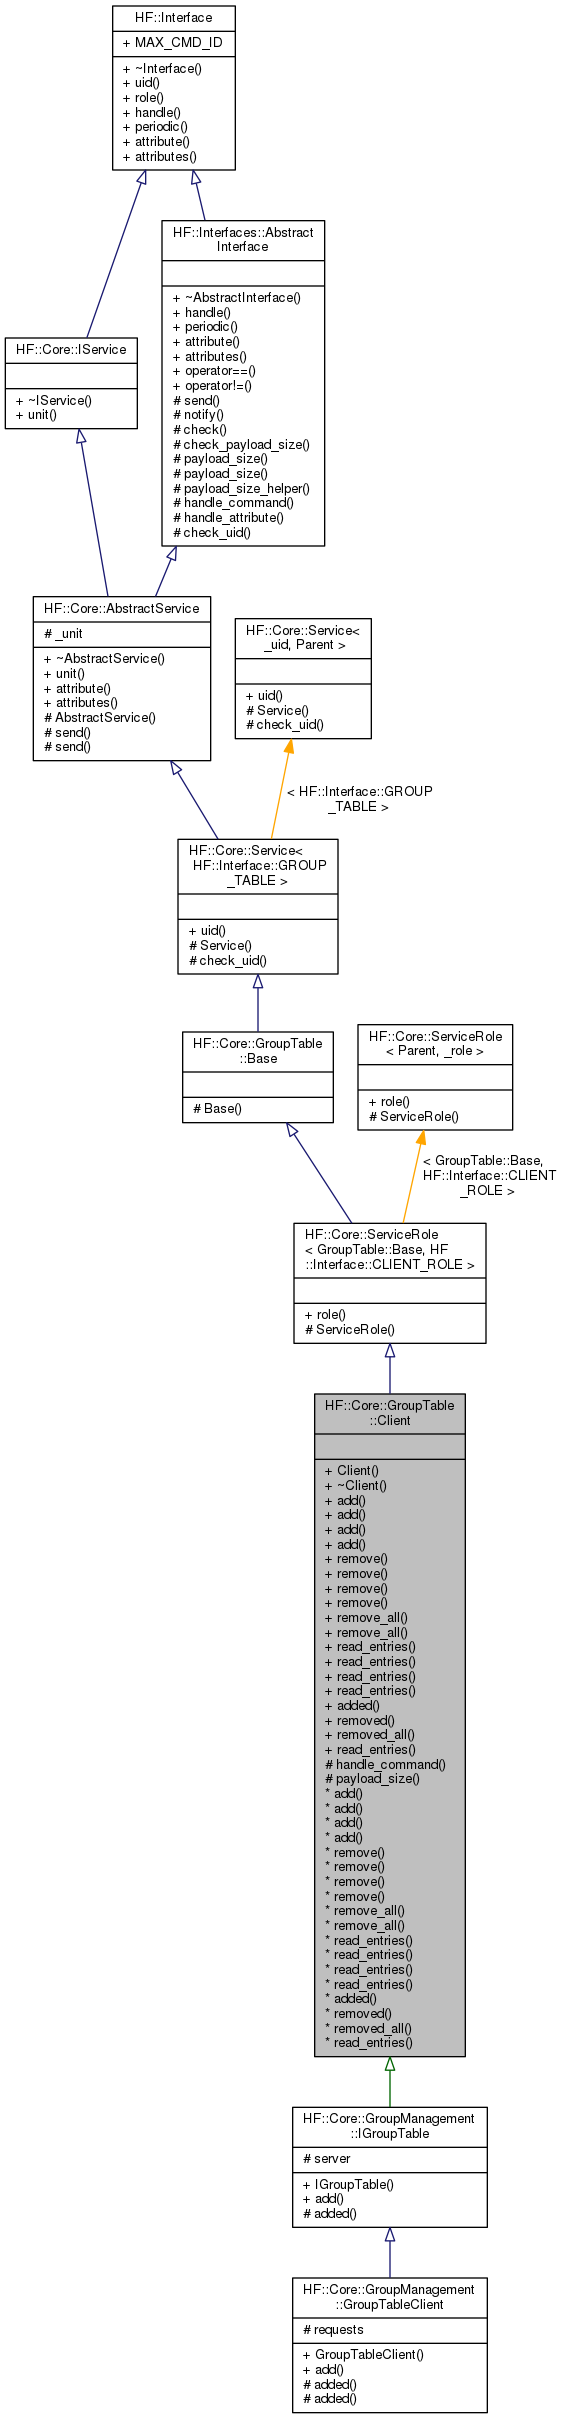 HF::Interface
+ MAX_CMD_ID
+ ~Interface()
+ uid()
+ role()
+ handle()
+ periodic()
+ attribute()
+ attributes()
HF::Interfaces::Abstract
Interface
+ ~AbstractInterface()
+ handle()
+ periodic()
+ attribute()
+ attributes()
+ operator==()
+ operator!=()
# send()
# notify()
# check()
# check_payload_size()
# payload_size()
# payload_size()
# payload_size_helper()
# handle_command()
# handle_attribute()
# check_uid()
HF::Core::IService
+ ~IService()
+ unit()
HF::Core::AbstractService
# _unit
+ ~AbstractService()
+ unit()
+ attribute()
+ attributes()
# AbstractService()
# send()
# send()
HF::Core::Service<
_uid, Parent >
+ uid()
# Service()
# check_uid()
< HF::Interface::GROUP
_TABLE >
HF::Core::Service<
HF::Interface::GROUP
_TABLE >
+ uid()
# Service()
# check_uid()
HF::Core::GroupTable
::Base
# Base()
HF::Core::ServiceRole
< Parent, _role >
+ role()
# ServiceRole()
< GroupTable::Base,
HF::Interface::CLIENT
_ROLE >
HF::Core::ServiceRole
< GroupTable::Base, HF
::Interface::CLIENT_ROLE >
+ role()
# ServiceRole()
HF::Core::GroupTable
::Client
+ Client()
+ ~Client()
+ add()
+ add()
+ add()
+ add()
+ remove()
+ remove()
+ remove()
+ remove()
+ remove_all()
+ remove_all()
+ read_entries()
+ read_entries()
+ read_entries()
+ read_entries()
+ added()
+ removed()
+ removed_all()
+ read_entries()
# handle_command()
# payload_size()
* add()
* add()
* add()
* add()
* remove()
* remove()
* remove()
* remove()
* remove_all()
* remove_all()
* read_entries()
* read_entries()
* read_entries()
* read_entries()
* added()
* removed()
* removed_all()
* read_entries()
HF::Core::GroupManagement
::IGroupTable
# server
+ IGroupTable()
+ add()
# added()
HF::Core::GroupManagement
::GroupTableClient
# requests
+ GroupTableClient()
+ add()
# added()
# added()